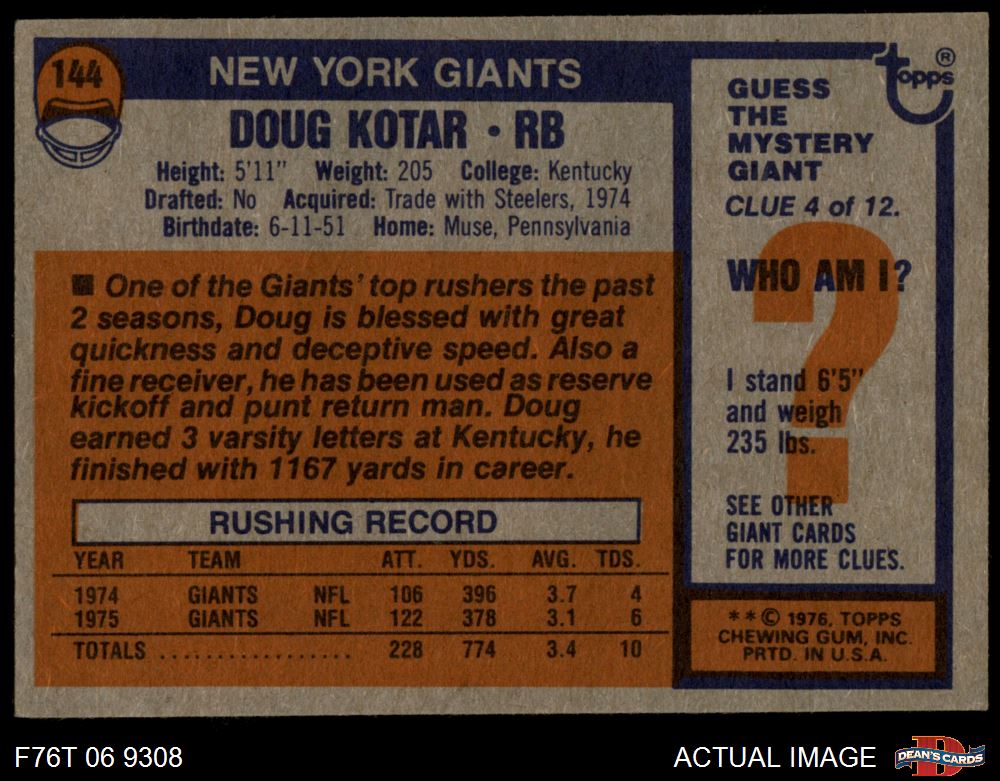 144
NEW YORK GIANTS
DOUG KOTAR • RB
Height: 5'11" Weight: 205 College: Kentucky
Drafted: No Acquired: Trade with Steelers, 1974
Birthdate: 6-11-51 Home: Muse, Pennsylvania
One of the Giants' top rushers the past
2 seasons, Doug is blessed with great
quickness and deceptive speed. Also a
fine receiver, he has been used as reserve
kickoff and punt return man. Doug
earned 3 varsity letters at Kentucky, he
finished with 1167 yards in career.
RUSHING RECORD
YEAR TEAM ATT. YDS. AVG. TDS.
1974 GIANTS NFL 106 396 3.7 4
1975 GIANTS NFL 122 378 3.1 6
TOTALS .................. 228 774 3.4 10
topps®
GUESS
THE
MYSTERY
GIANT
CLUE 4 of 12.
?
WHO AM I?
I stand 6'5"
and weigh
235 lbs.
SEE OTHER
GIANT CARDS
FOR MORE CLUES.
**© 1976, TOPPS
CHEWING GUM, INC.
PRTD. IN U.S.A.
F76T 06 9308
ACTUAL IMAGE
D
DEAN'S CARDS